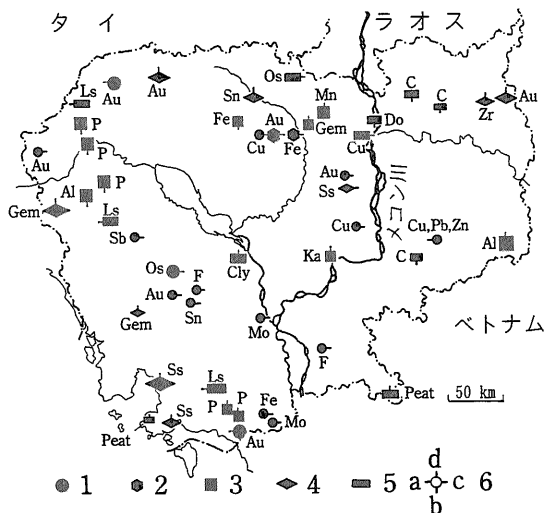 タイ
ラオス
Ls
Au
Au
Os
C
C
Au
Zr
Sn
Mn
Gem
Do
P
Fe
Au
Cu
Fe
Cu
P
Au
Au
Ss
メコン川
Al
P
Gem
Ls
Sb
Cu
Cu,Pb,Zn
Al
Cly
Ka
C
Os
F
Au
Sn
Gem
Mo
ベトナム
F
Ss
Ls
Peat
50 km
P
P
Fe
Ss
Mo
Peat
Au
d
1 2 3 4 5 a c 6
b